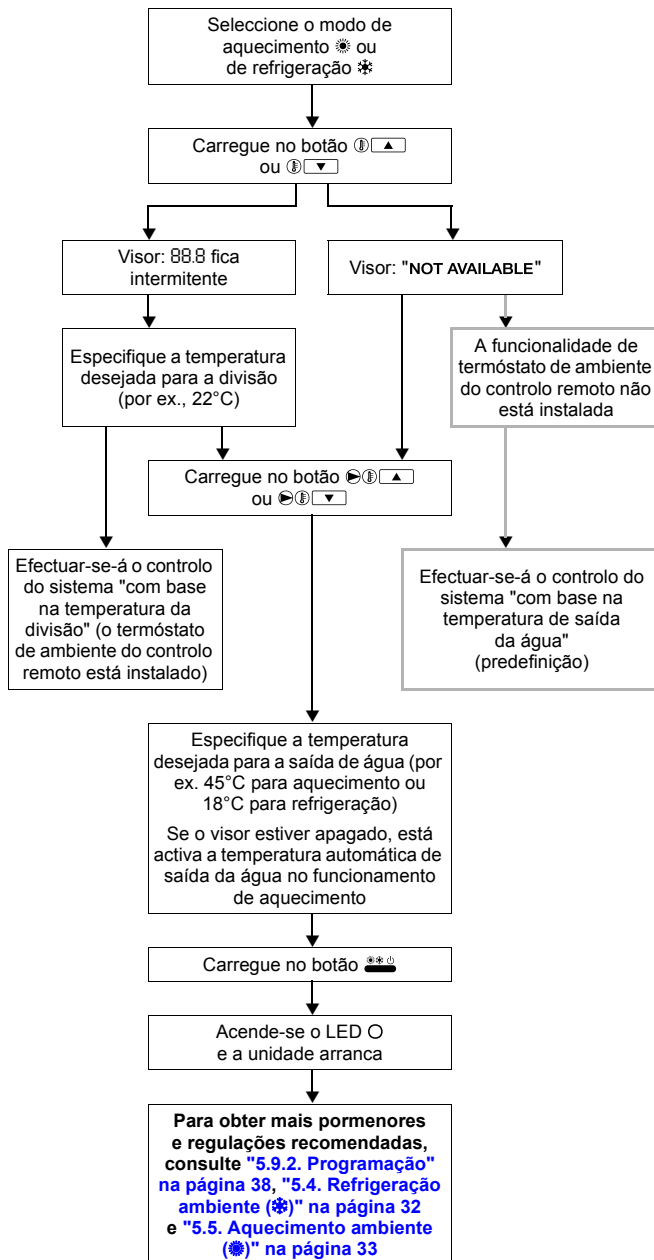 Seleccione o modo de
aquecimento ☀ ou
de refrigeração ❄
Carregue no botão ▲
ou ▼
Visor: 88.8 fica
intermitente
Visor: "NOT AVAILABLE"
Especifique a temperatura
desejada para a divisão
(por ex., 22°C)
A funcionalidade de
termóstato de ambiente
do controlo remoto não
está instalada
Carregue no botão ▲
ou ▼
Efectuar-se-á o controlo
do sistema "com base
na temperatura da
divisão" (o termóstato
de ambiente do controlo
remoto está instalado)
Efectuar-se-á o controlo do
sistema "com base na
temperatura de saída
da água"
(predefinição)
Especifique a temperatura
desejada para a saída de água (por
ex. 45°C para aquecimento ou
18°C para refrigeração)
Se o visor estiver apagado, está
activa a temperatura automática de
saída da água no funcionamento
de aquecimento
Carregue no botão
Acende-se o LED
e a unidade arranca
Para obter mais pormenores
e regulações recomendadas,
consulte "5.9.2. Programação"
na página 38, "5.4. Refrigeração
ambiente (❄)" na página 32
e "5.5. Aquecimento ambiente
(☀)" na página 33